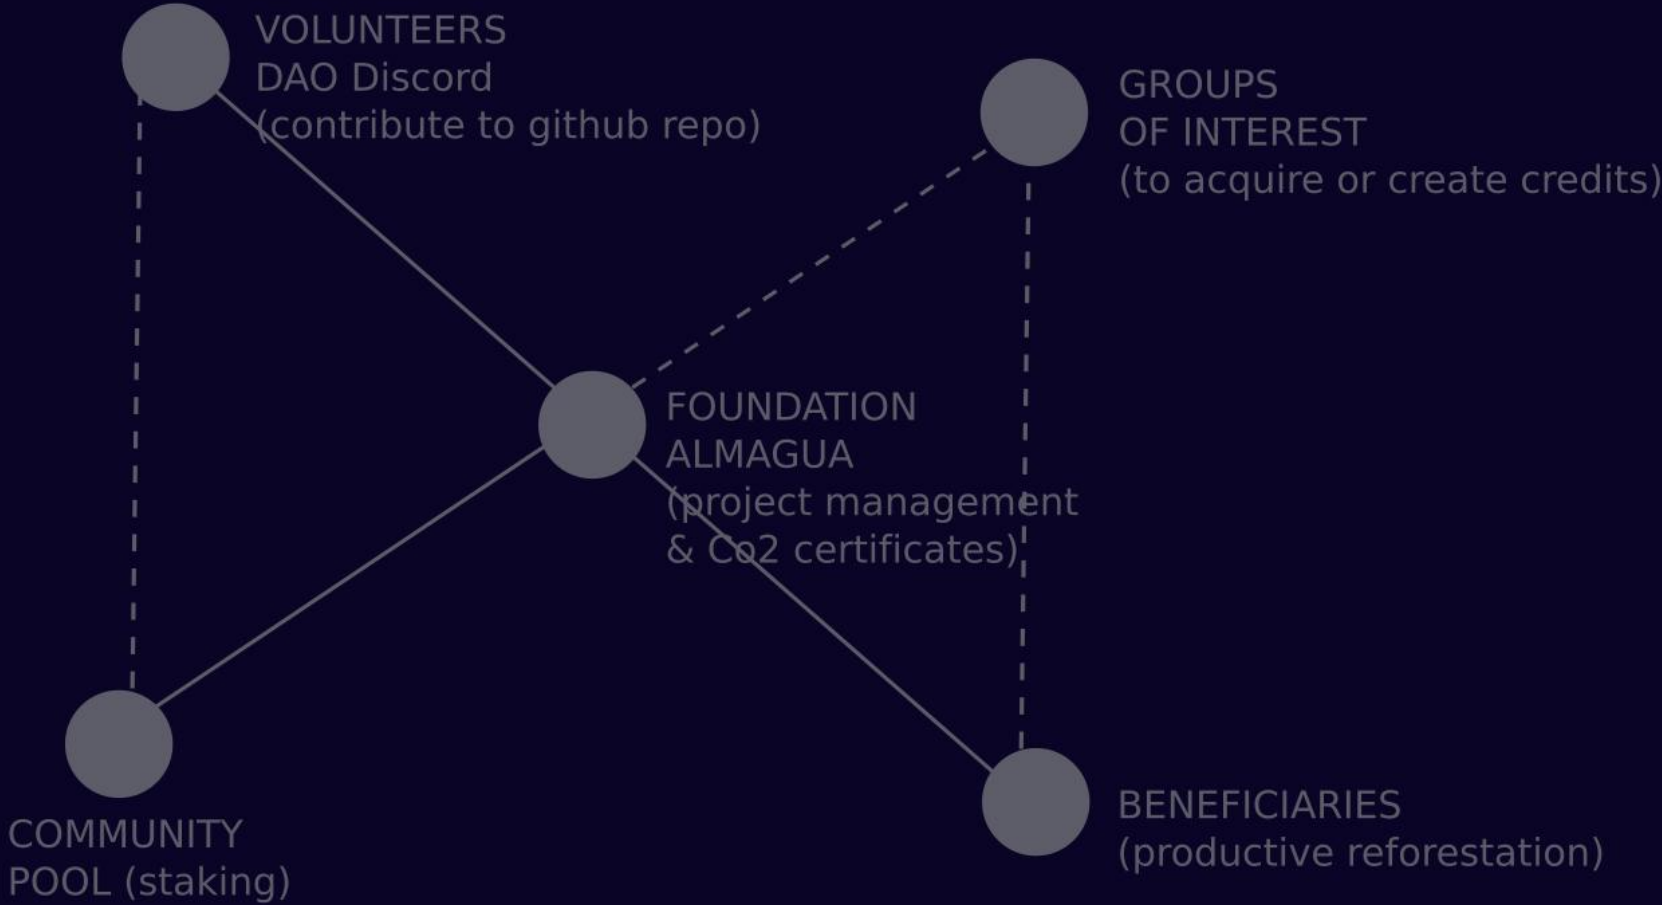 VOLUNTEERS
DAO Discord
(contribute to github repo)
GROUPS
OF INTEREST
(to acquire or create credits)
FOUNDATION
ALMAGUA
(project management
& Co2 certificates)
COMMUNITY
POOL (staking)
BENEFICIARIES
(productive reforestation)